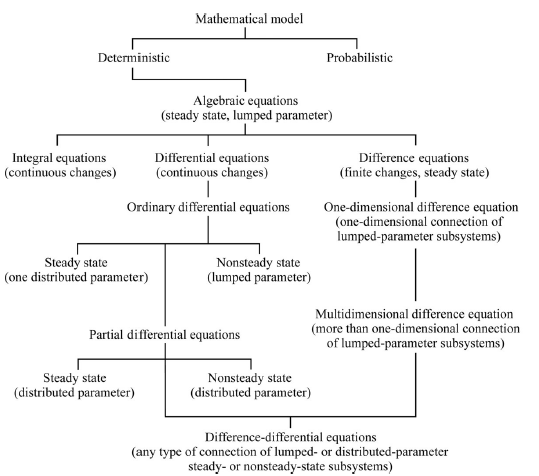 Mathematical model
Deterministic
Probabilistic
Algebraic equations
(steady state, lumped parameter)
Integral equations
(continuous changes)
Differential equations
(continuous changes)
Difference equations
(finite changes, steady state)
Ordinary differential equations
One-dimensional difference equation
(one-dimensional connection of
lumped-parameter subsystems)
Steady state
(one distributed parameter)
Nonsteady state
(lumped parameter)
Multidimensional difference equation
(more than one-dimensional connection
of lumped-parameter subsystems)
Partial differential equations
Steady state
(distributed parameter)
Nonsteady state
(distributed parameter)
Difference-differential equations
(any type of connection of lumped- or distributed-parameter
steady- or nonsteady-state subsystems)